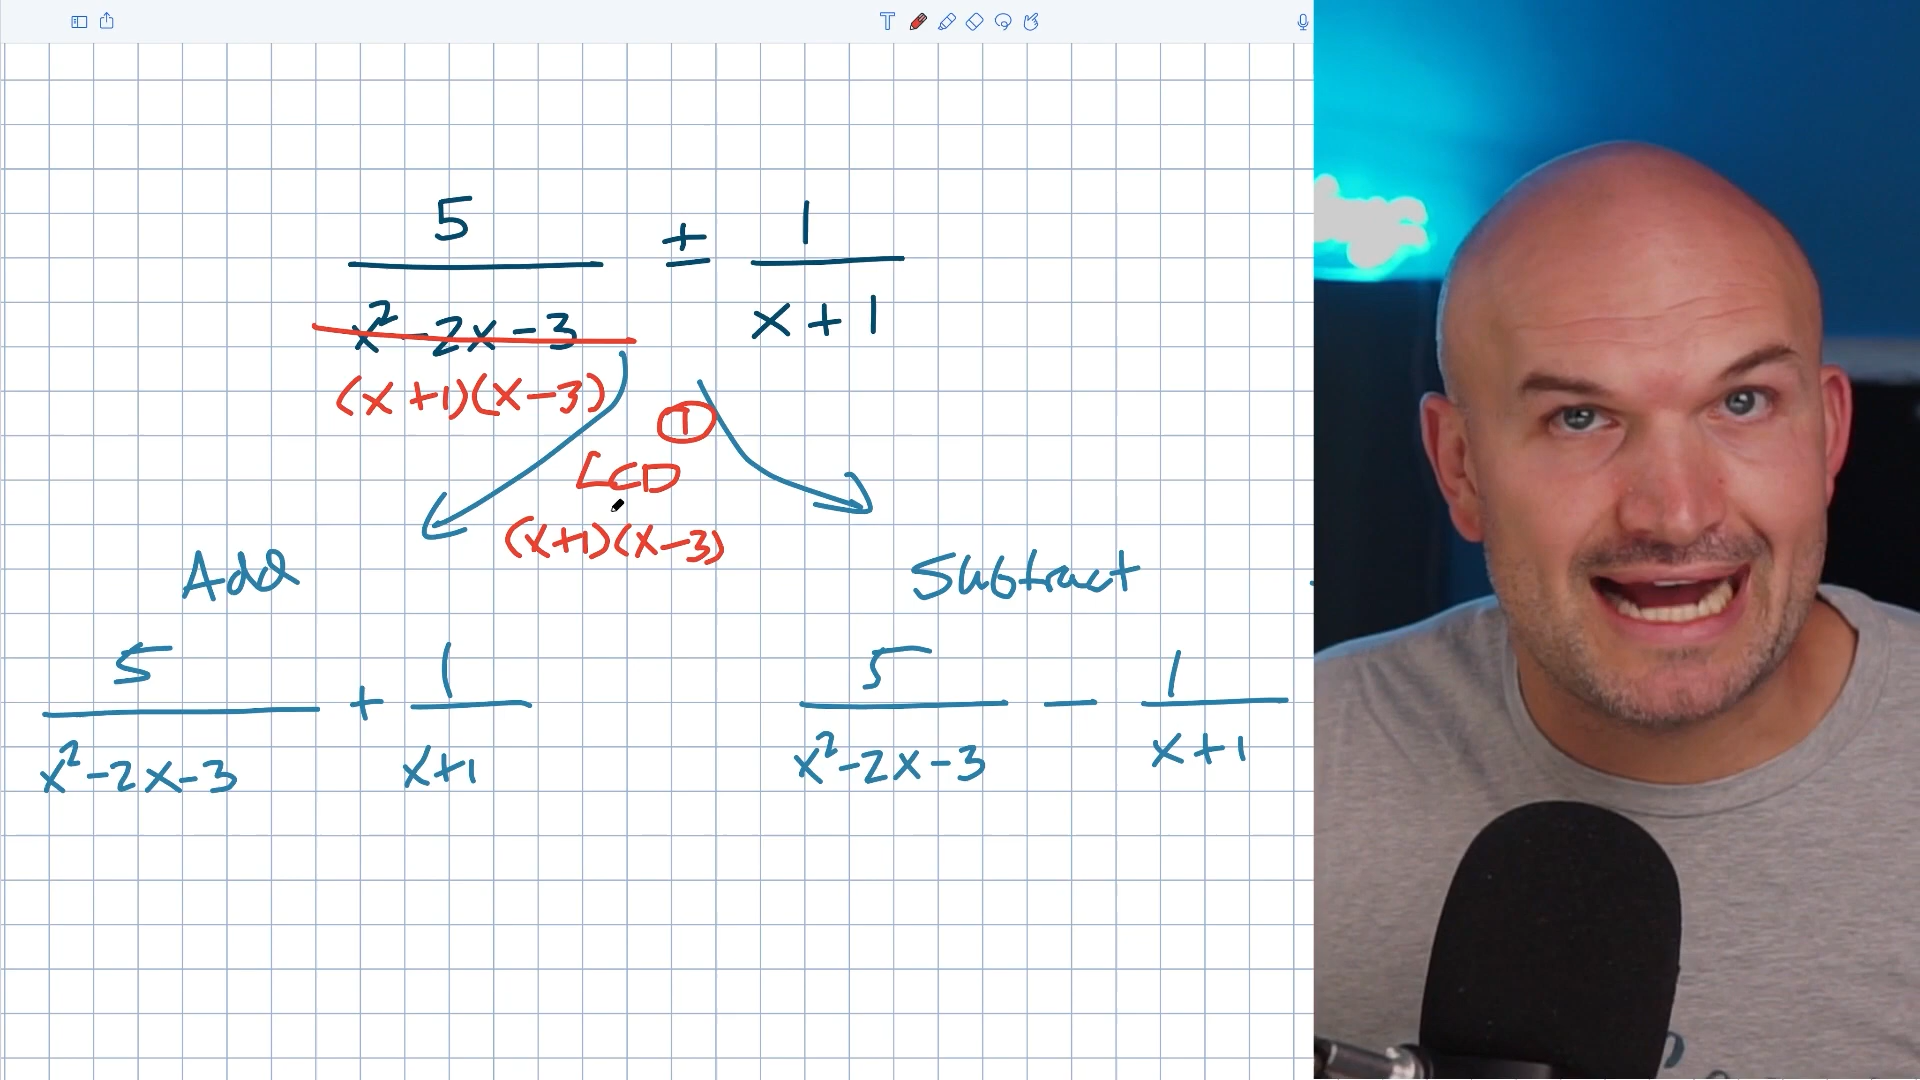 5 ± 1
x² - 2x - 3 x + 1
(x + 1)(x - 3)
1
LCD
(x+1)(x-3)
Add Subtract
5 + 1 5 - 1
x² - 2x - 3 x+1 x² - 2x - 3 x+1